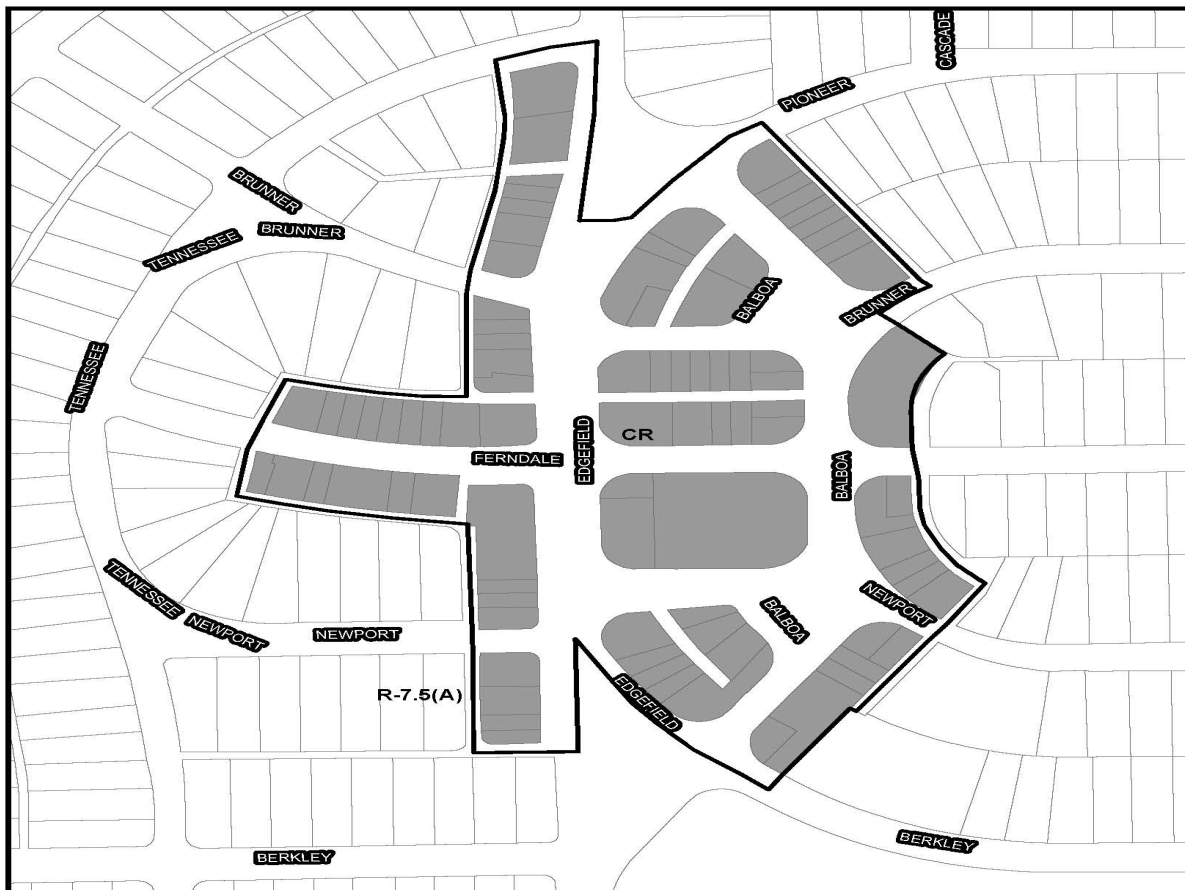 CASCADE
PIONEER
BRUNNER
BRUNNER
TENNESSEE
BALBOA
BRUNNER
TENNESSEE
EDGEFIELD
CR
FERNDALE
BALBOA
TENNESSEE
NEWPORT
NEWPORT
BALBOA
NEWPORT
R-7.5(A)
EDGEFIELD
BERKLEY
BERKLEY